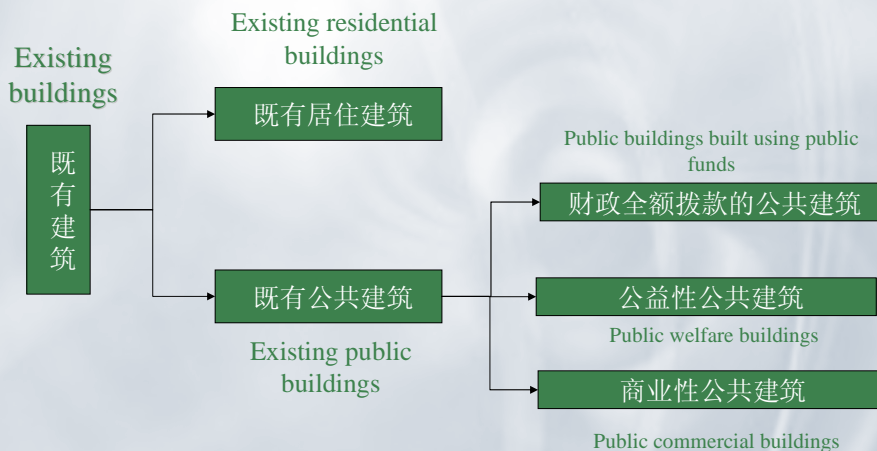 Existing
buildings
既有建筑
Existing residential
buildings
既有居住建筑
既有公共建筑
Existing public
buildings
Public buildings built using public
funds
财政全额拨款的公共建筑
公益性公共建筑
Public welfare buildings
商业性公共建筑
Public commercial buildings